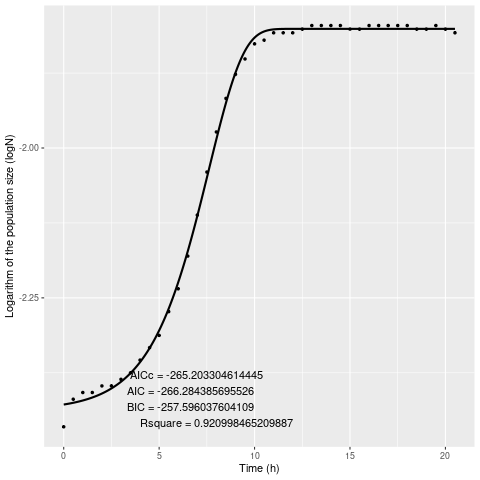 Logarithm of the population size (logN)
-2.00
-2.25
AICc = -265.203304614445
AIC = -266.284385695526
BIC = -257.596037604109
Rsquare = 0.920998465209887
0 5 10 15 20
Time (h)